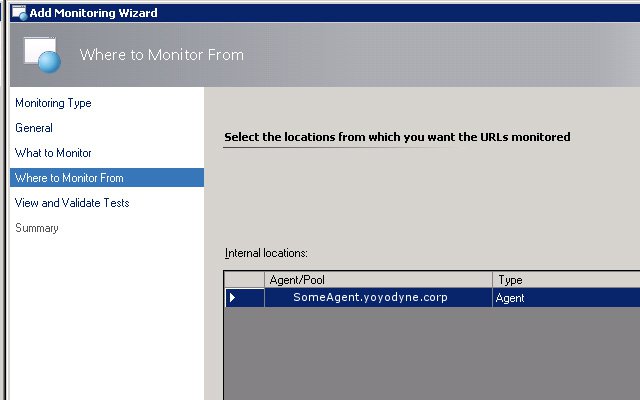 Add Monitoring Wizard
Where to Monitor From
Monitoring Type
General
What to Monitor
Where to Monitor From
View and Validate Tests
Summary
Select the locations from which you want the URLs monitored
Internal locations:
Agent/Pool Type
SomeAgent.yoyodyne.corp Agent